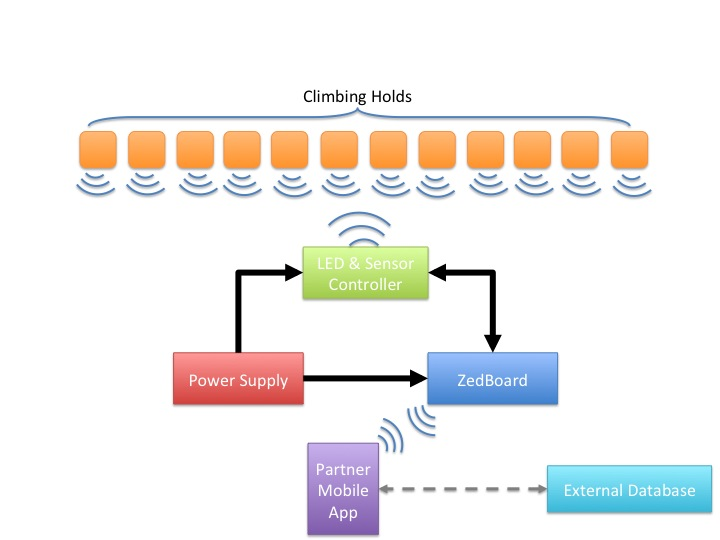 Climbing Holds
LED & Sensor
Controller
Power Supply
ZedBoard
Partner
Mobile
App
External Database